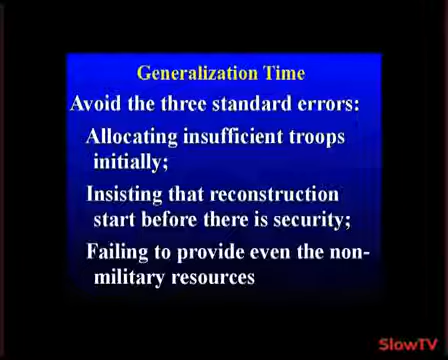 Generalization Time
Avoid the three standard errors:
Allocating insufficient troops
initially;
Insisting that reconstruction
start before there is security;
Failing to provide even the non-
military resources
SlowTV